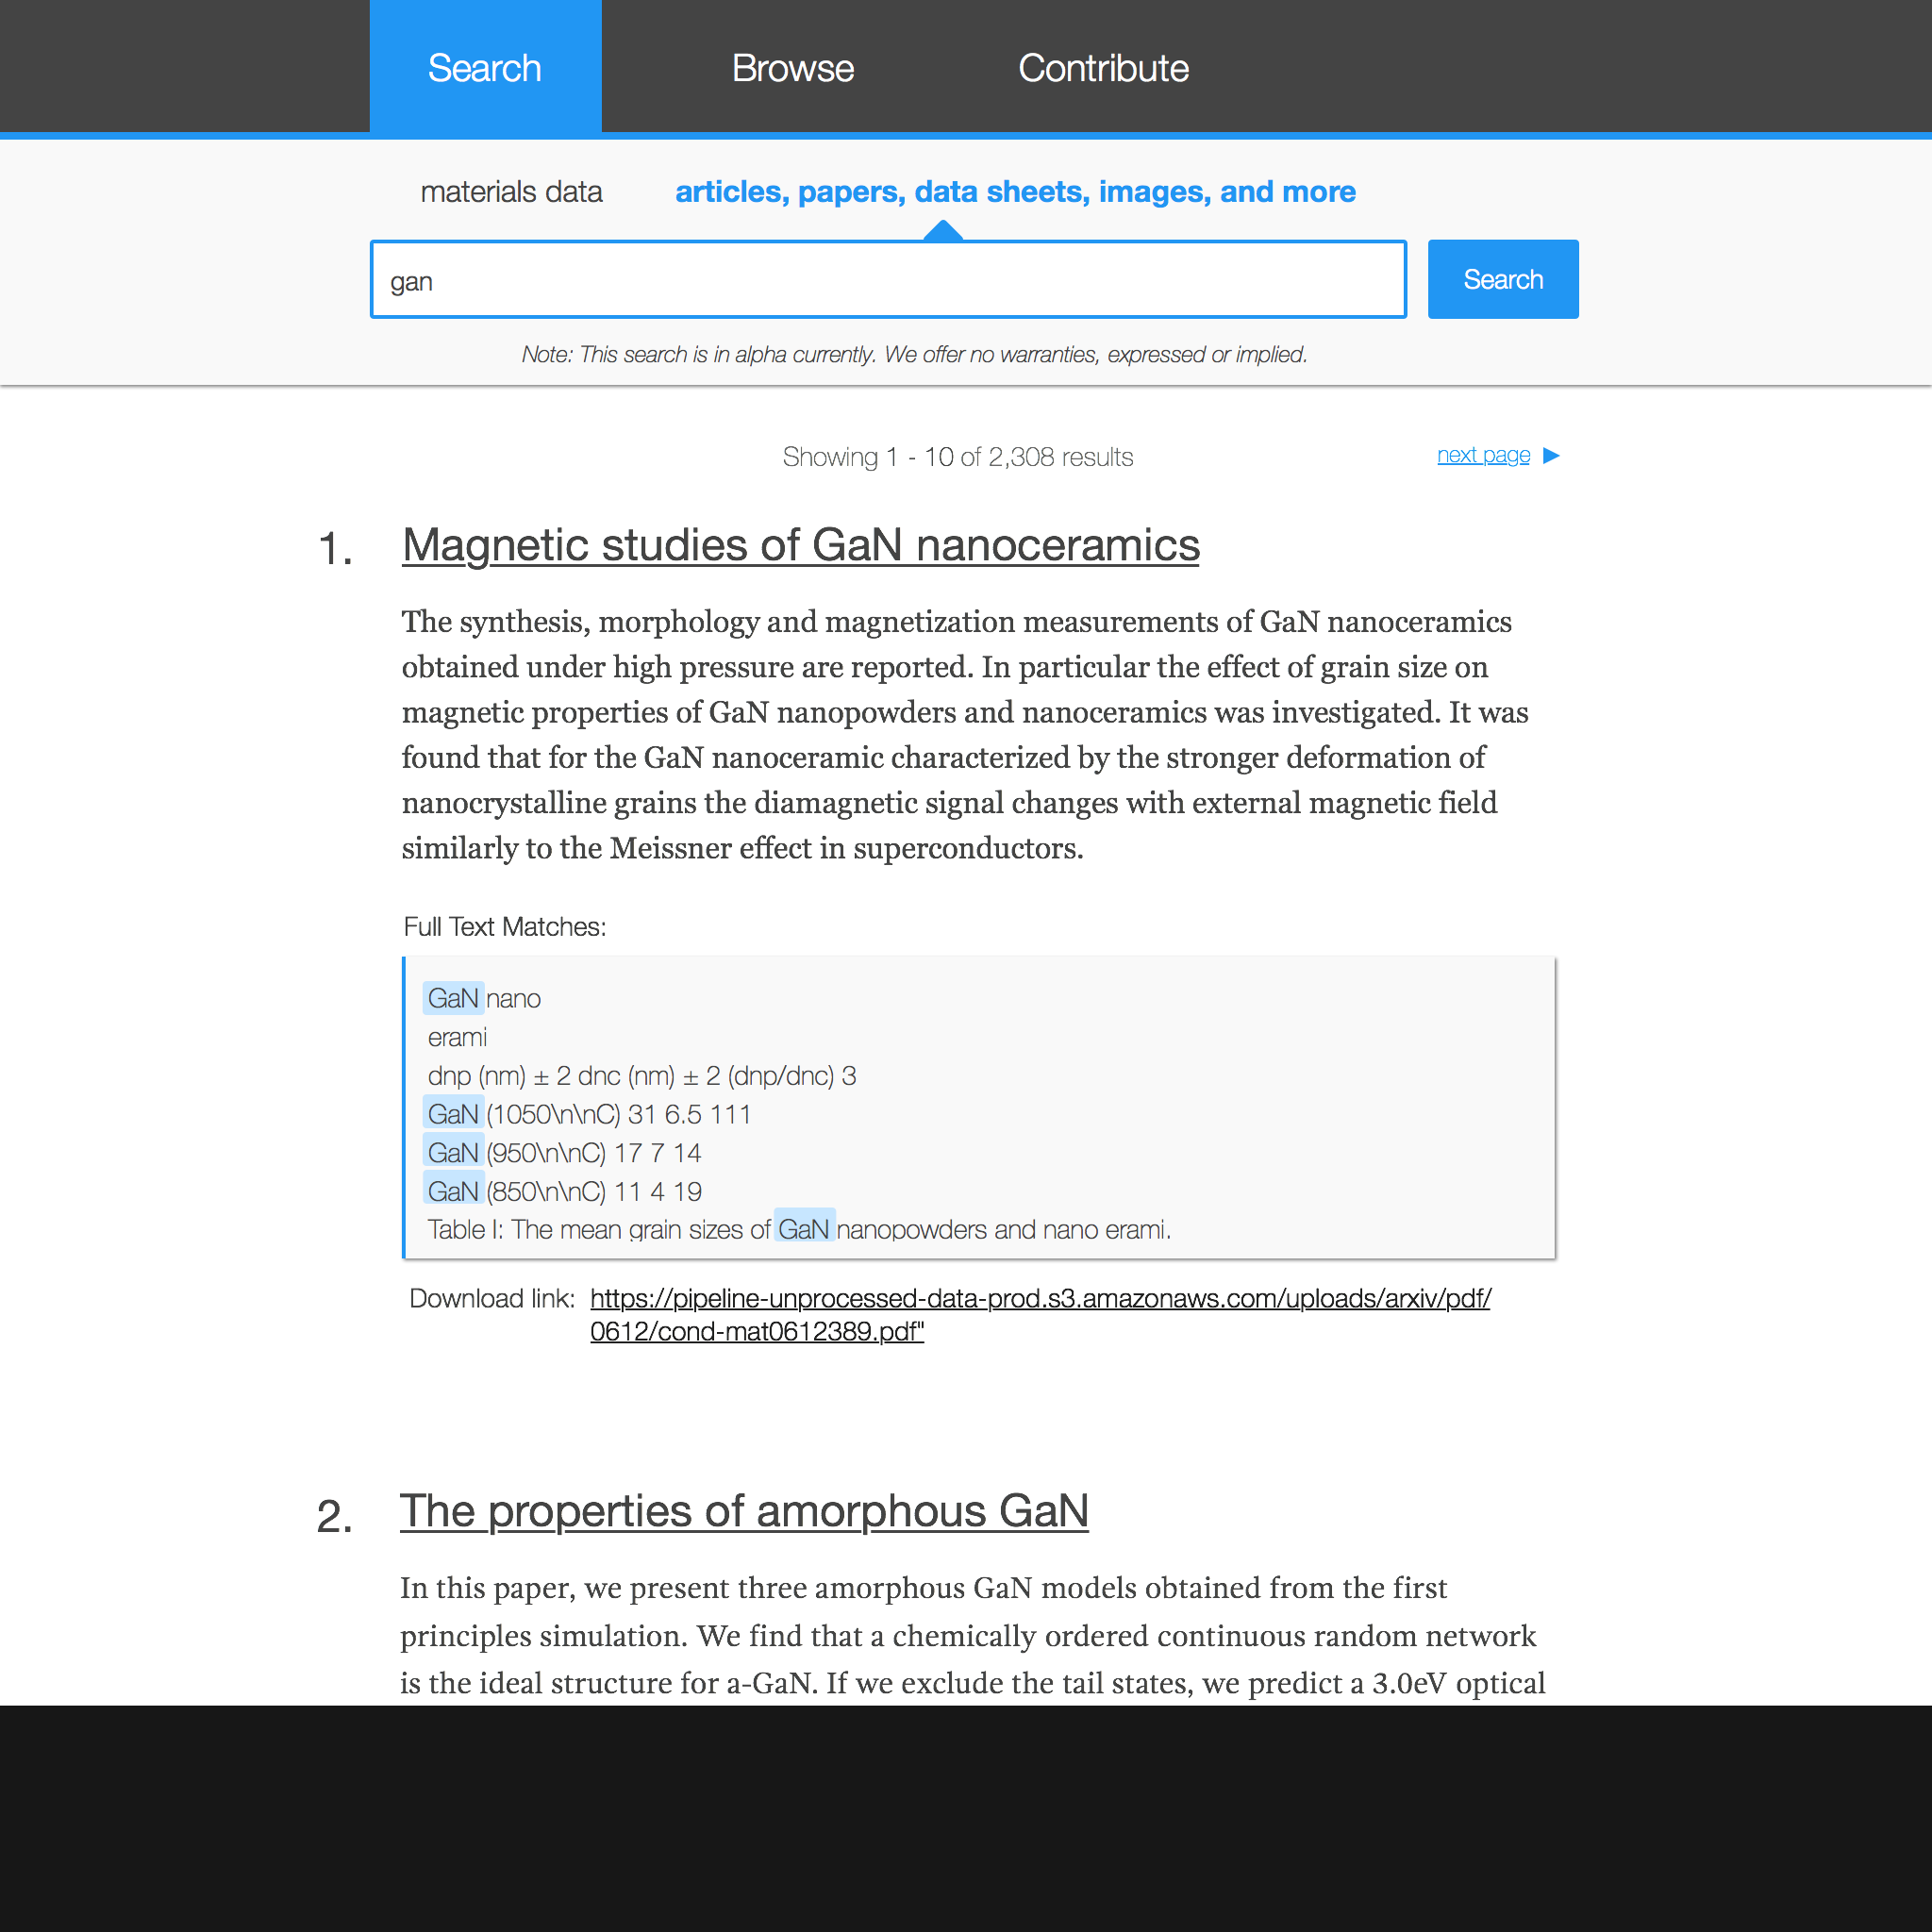 Search Browse Contribute
materials data articles, papers, data sheets, images, and more
gan Search
Note: This search is in alpha currently. We offer no warranties, expressed or implied.
Showing 1 - 10 of 2,308 results next page ▶
1. Magnetic studies of GaN nanoceramics
The synthesis, morphology and magnetization measurements of GaN nanoceramics
obtained under high pressure are reported. In particular the effect of grain size on
magnetic properties of GaN nanopowders and nanoceramics was investigated. It was
found that for the GaN nanoceramic characterized by the stronger deformation of
nanocrystalline grains the diamagnetic signal changes with external magnetic field
similarly to the Meissner effect in superconductors.
Full Text Matches:
GaN nano
erami
dnp (nm) ± 2 dnc (nm) ± 2 (dnp/dnc) 3
GaN (1050\n\nC) 31 6.5 111
GaN (950\n\nC) 17 7 14
GaN (850\n\nC) 11 4 19
Table I: The mean grain sizes of GaN nanopowders and nano erami.
Download link: https://pipeline-unprocessed-data-prod.s3.amazonaws.com/uploads/arxiv/pdf/
0612/cond-mat0612389.pdf"
2. The properties of amorphous GaN
In this paper, we present three amorphous GaN models obtained from the first
principles simulation. We find that a chemically ordered continuous random network
is the ideal structure for a-GaN. If we exclude the tail states, we predict a 3.0eV optical